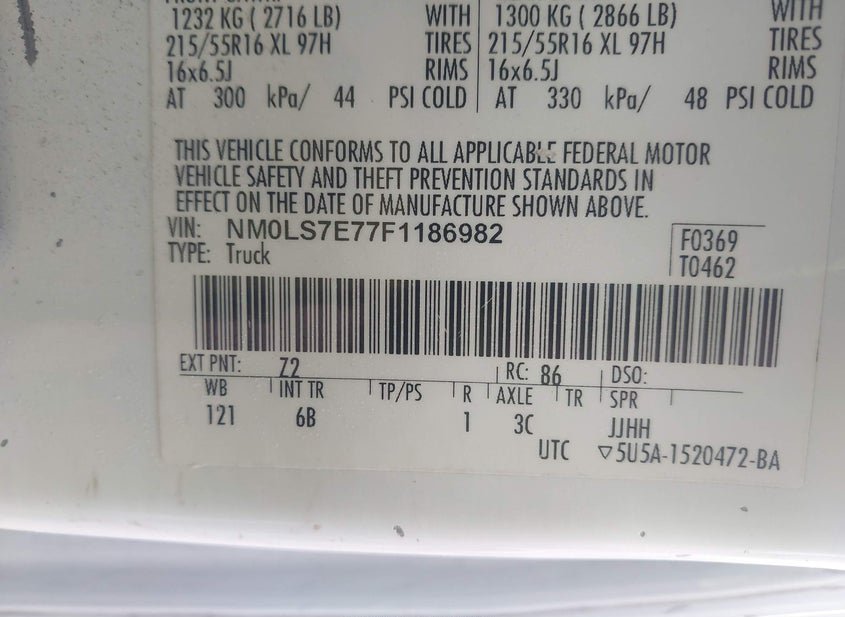 1232 KG ( 2716 LB) WITH 1300 KG ( 2866 LB) WITH
215/55R16 XL 97H TIRES 215/55R16 XL 97H TIRES
16x6.5J RIMS 16x6.5J RIMS
AT 300 kPa/ 44 PSI COLD AT 330 kPa/ 48 PSI COLD
THIS VEHICLE CONFORMS TO ALL APPLICABLE FEDERAL MOTOR
VEHICLE SAFETY AND THEFT PREVENTION STANDARDS IN
EFFECT ON THE DATE OF MANUFACTURE SHOWN ABOVE.
VIN: NM0LS7E77F1186982 F0369
TYPE: Truck T0462
EXT PNT: Z2 RC: 86 DSO:
WB INT TR TP/PS R AXLE TR SPR
121 6B 1 3C JJHH
UTC ▽5U5A-1520472-BA